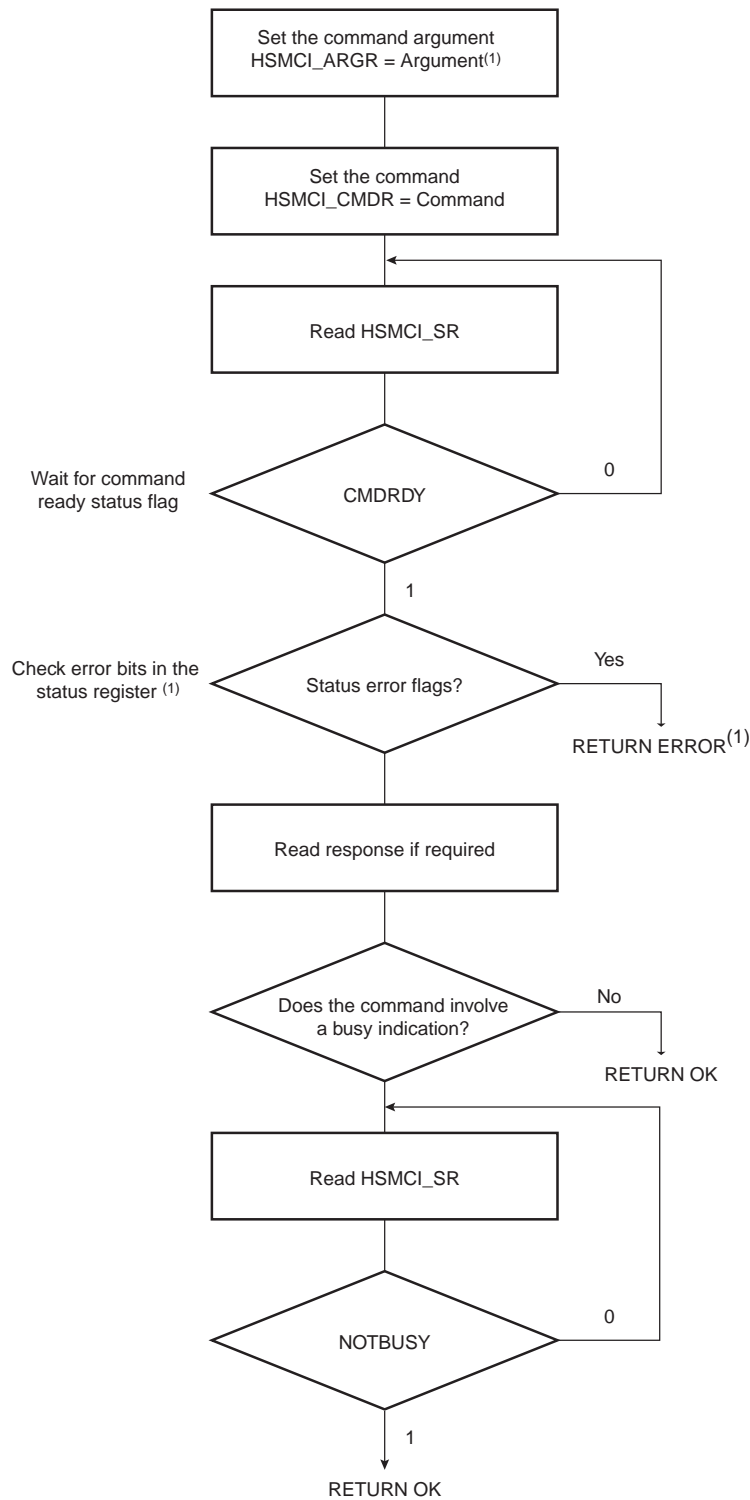 Set the command argument
HSMCI_ARGR = Argument(1)
Set the command
HSMCI_CMDR = Command
Read HSMCI_SR
Wait for command
ready status flag
CMDRDY
0
1
Check error bits in the
status register (1)
Status error flags?
Yes
RETURN ERROR(1)
Read response if required
Does the command involve
a busy indication?
No
RETURN OK
Read HSMCI_SR
NOTBUSY
0
1
RETURN OK